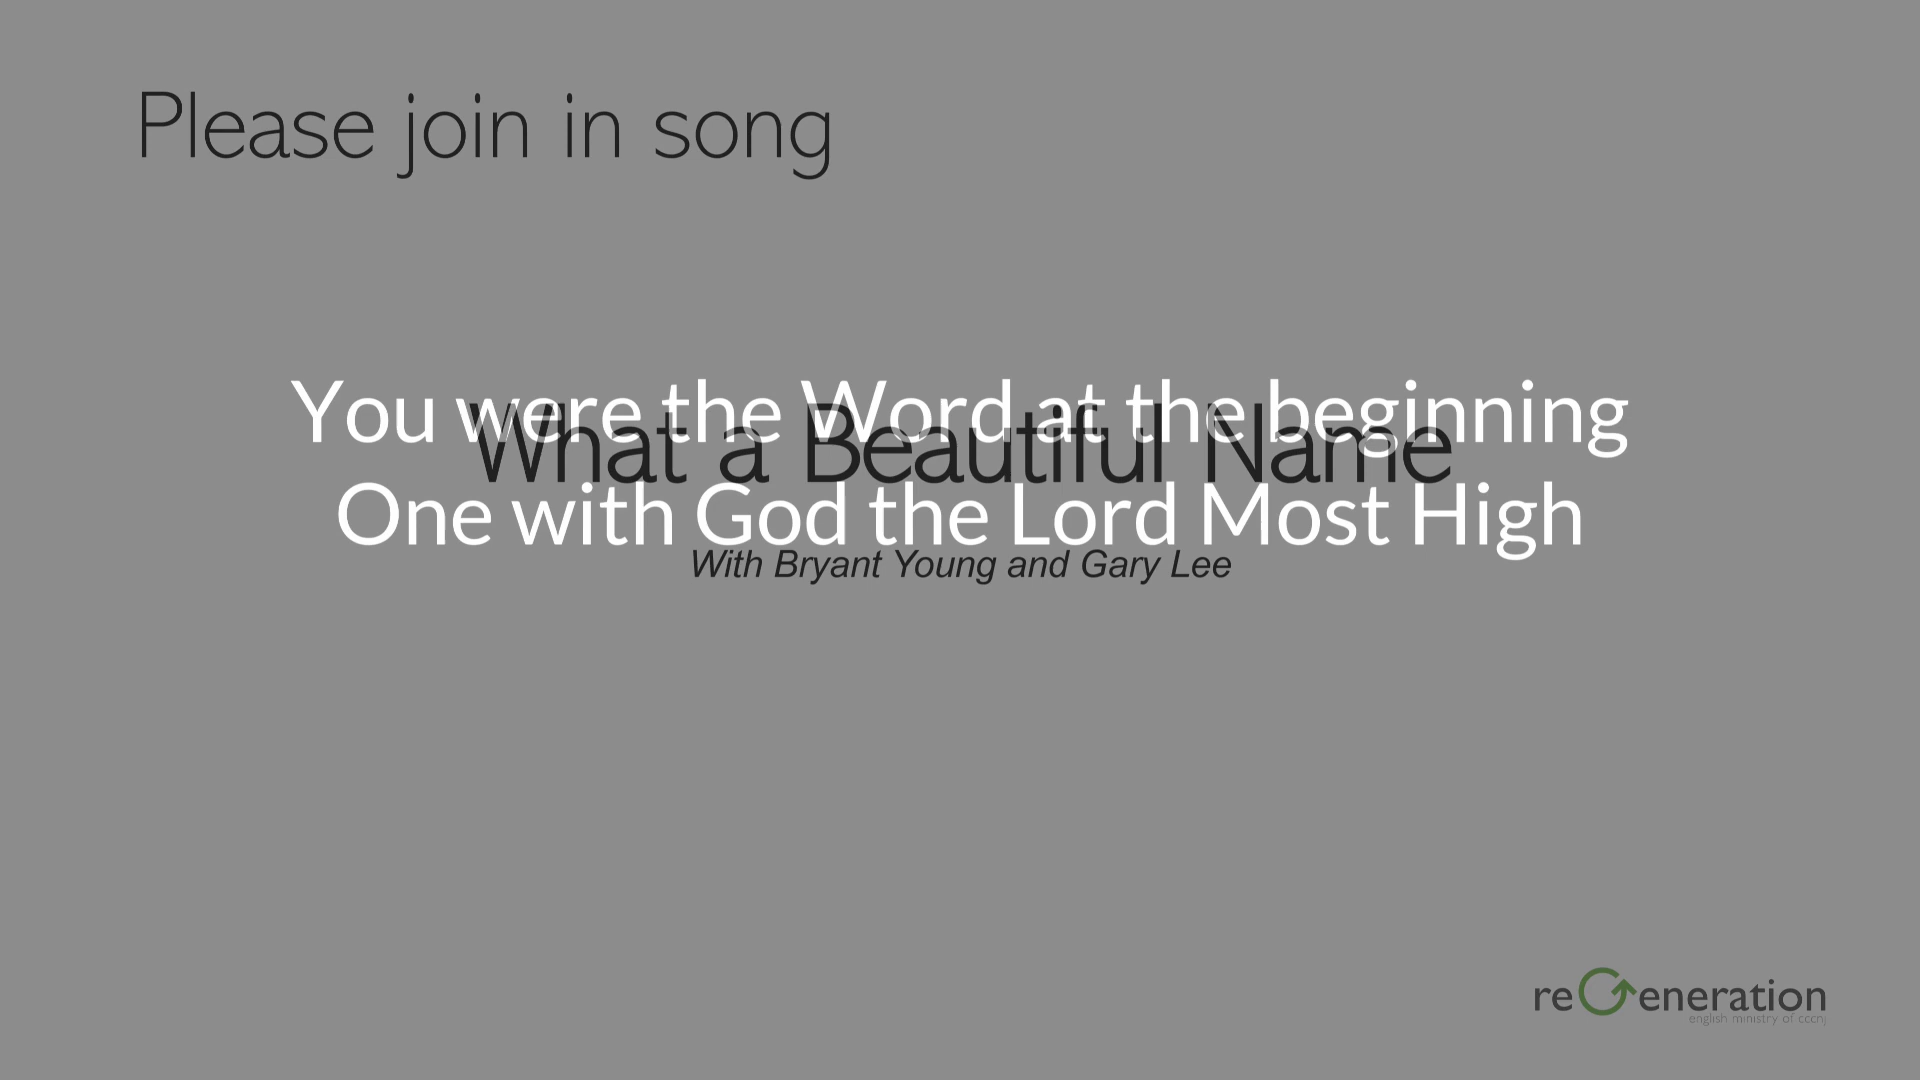 Please join in song
You were the Word at the beginning
What a Beautiful Name
One with God the Lord Most High
With Bryant Young and Gary Lee
reGeneration
english ministry of cccnj